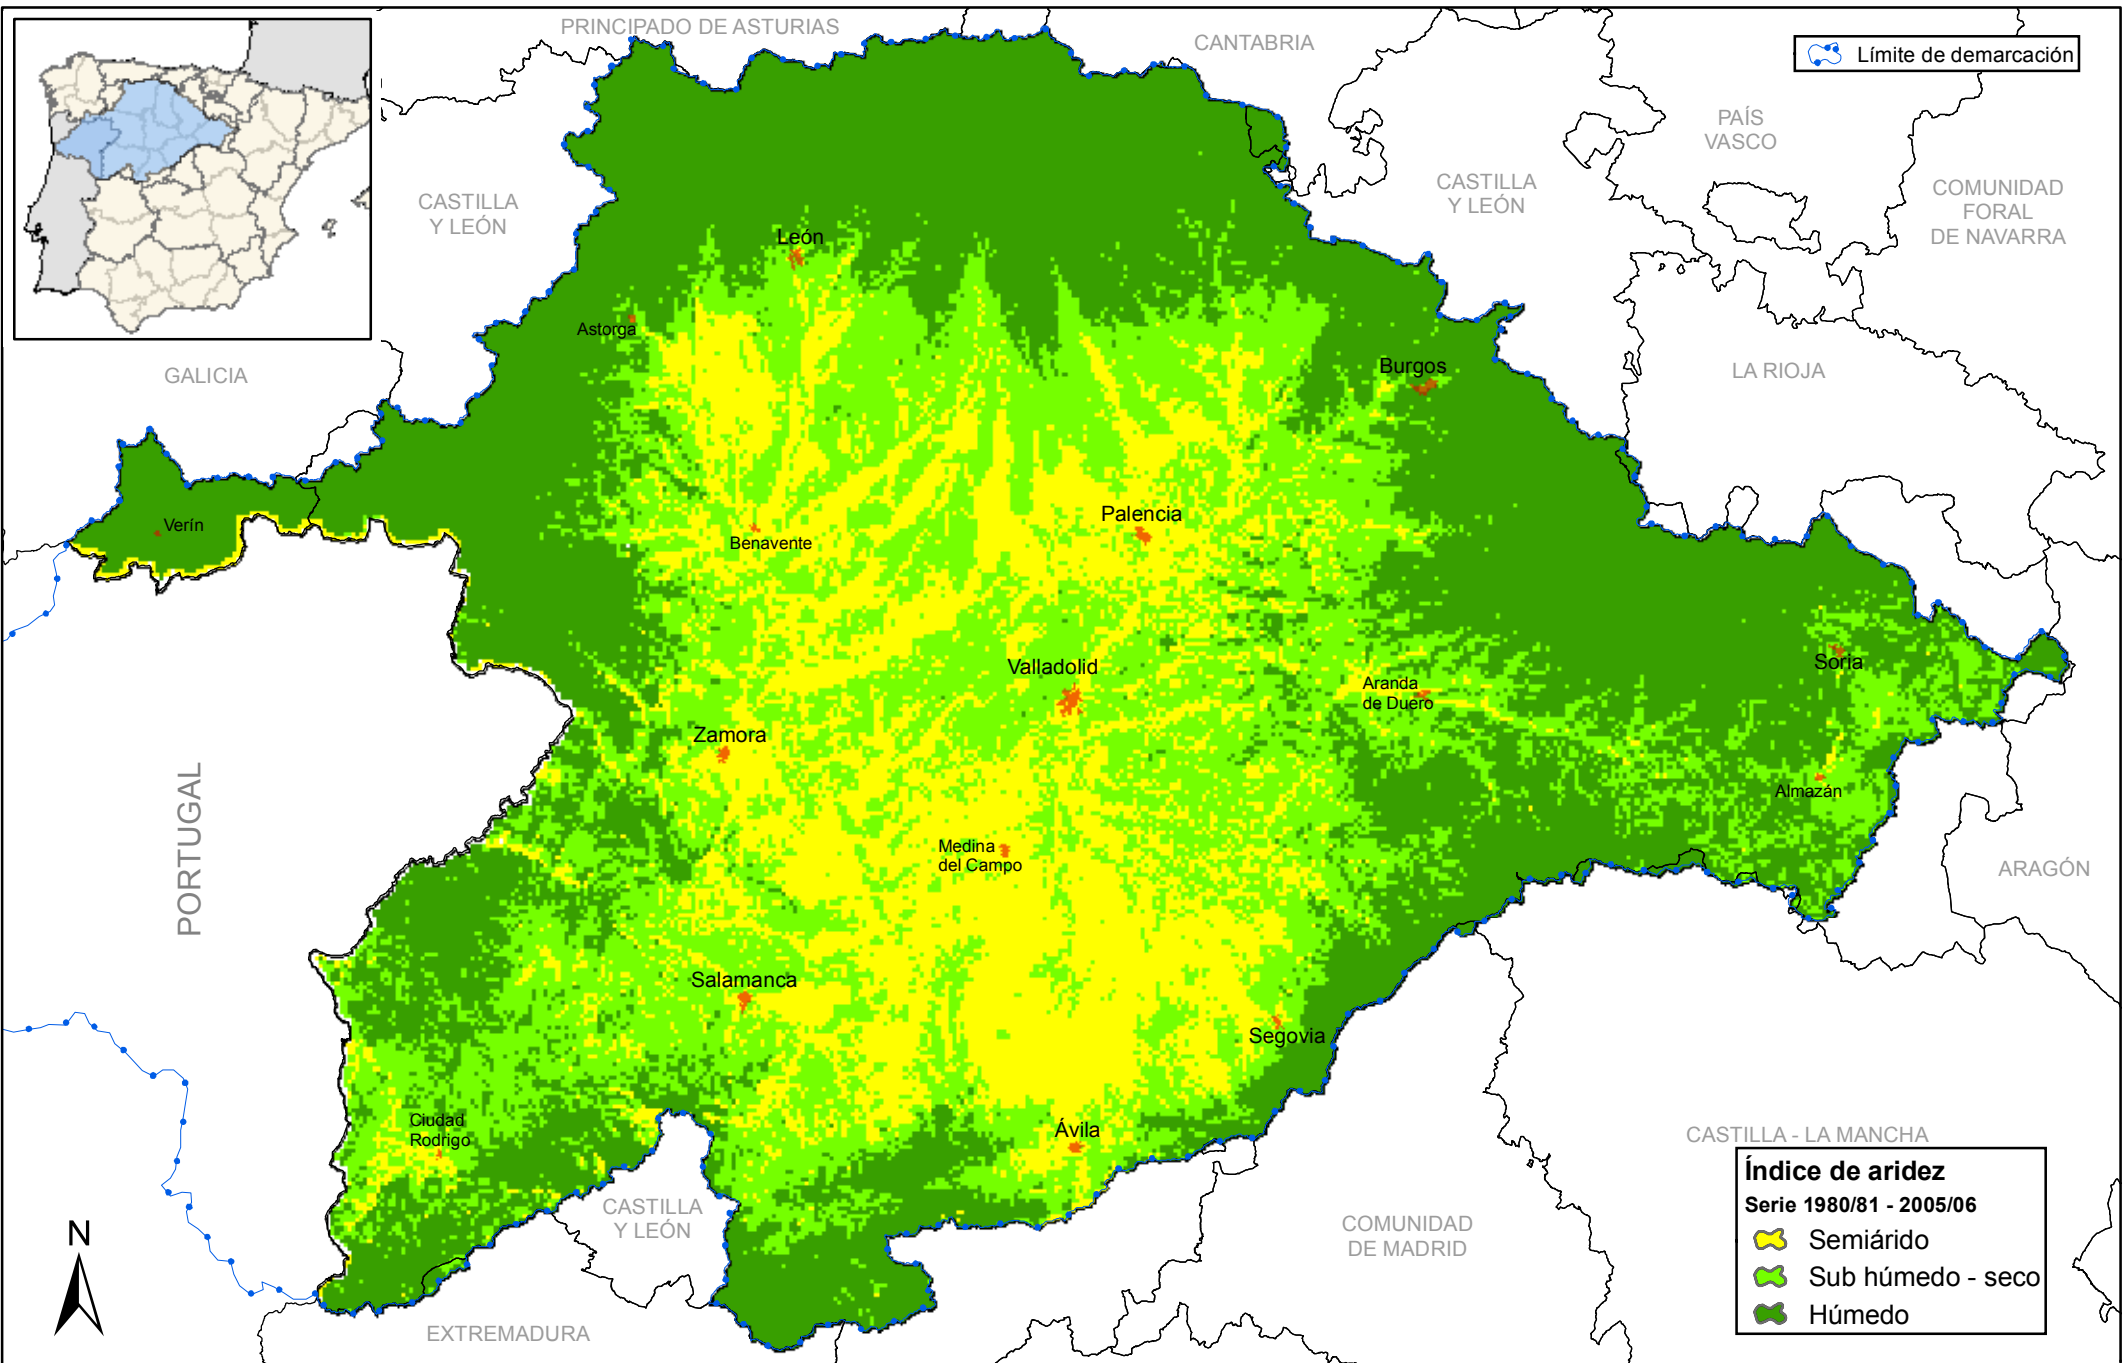 PRINCIPADO DE ASTURIAS
CANTABRIA
Límite de demarcación
PAÍS
VASCO
CASTILLA
Y LEÓN
CASTILLA
Y LEÓN
COMUNIDAD
FORAL
DE NAVARRA
León
Astorga
GALICIA
Burgos
LA RIOJA
Verín
Benavente
Palencia
Valladolid
Soria
Aranda
de Duero
Zamora
PORTUGAL
Almazán
Medina
del Campo
ARAGÓN
Salamanca
Segovia
Ciudad
Rodrigo
Ávila
CASTILLA - LA MANCHA
CASTILLA
Y LEÓN
COMUNIDAD
DE MADRID
EXTREMADURA
N
Índice de aridez
Serie 1980/81 - 2005/06
Semiárido
Sub húmedo - seco
Húmedo